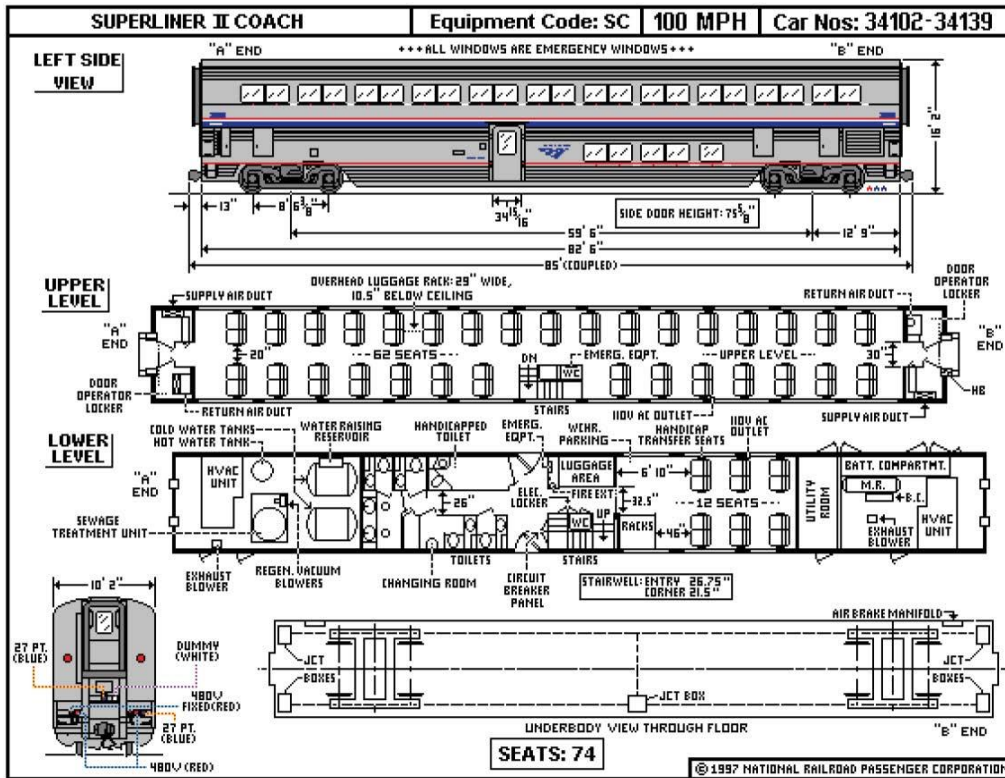 SUPERLINER II COACH
Equipment Code: SC
100 MPH
Car Nos: 34102-34139
LEFT SIDE
VIEW
"A" END
+++ALL WINDOWS ARE EMERGENCY WINDOWS+++
"B" END
16' 2"
13"
8' 6 3/8"
34 15/16"
SIDE DOOR HEIGHT: 75 5/8"
59' 6"
12' 9"
82' 6"
85' (COUPLED)
UPPER
LEVEL
SUPPLY AIR DUCT
OVERHEAD LUGGAGE RACK: 29" WIDE,
10.5" BELOW CEILING
RETURN AIR DUCT
DOOR
OPERATOR
LOCKER
"A"
END
20"
62 SEATS
DN
EMERG. EQPT.
WC
UPPER LEVEL
30"
"B"
END
DOOR
OPERATOR
LOCKER
RETURN AIR DUCT
STAIRS
110V AC OUTLET
SUPPLY AIR DUCT
HB
LOWER
LEVEL
COLD WATER TANKS
HOT WATER TANK
WATER RAISING
RESERVOIR
HANDICAPPED
TOILET
EMERG.
EQPT.
WCHR.
PARKING
HANDICAP
TRANSFER SEATS
110V AC
OUTLET
"A"
END
HVAC
UNIT
26"
ELEC.
LOCKER
LUGGAGE
AREA
FIRE EXT.
6' 10"
32.5"
12 SEATS
UTILITY
ROOM
BATT. COMPARTMT.
M.R.
B.C.
EXHAUST
BLOWER
HVAC
UNIT
SEWAGE
TREATMENT UNIT
WC
UP
RACKS
46"
EXHAUST
BLOWER
REGEN. VACUUM
BLOWERS
CHANGING ROOM
TOILETS
CIRCUIT
BREAKER
PANEL
STAIRS
STAIRWELL: ENTRY 26.75"
CORNER 21.5"
10' 2"
27 PT.
(BLUE)
DUMMY
(WHITE)
480V
FIXED (RED)
27 PT.
(BLUE)
480V (RED)
AIR BRAKE MANIFOLD
JCT
BOXES
JCT BOX
JCT
BOXES
UNDERBODY VIEW THROUGH FLOOR
"B" END
SEATS: 74
© 1997 NATIONAL RAILROAD PASSENGER CORPORATION